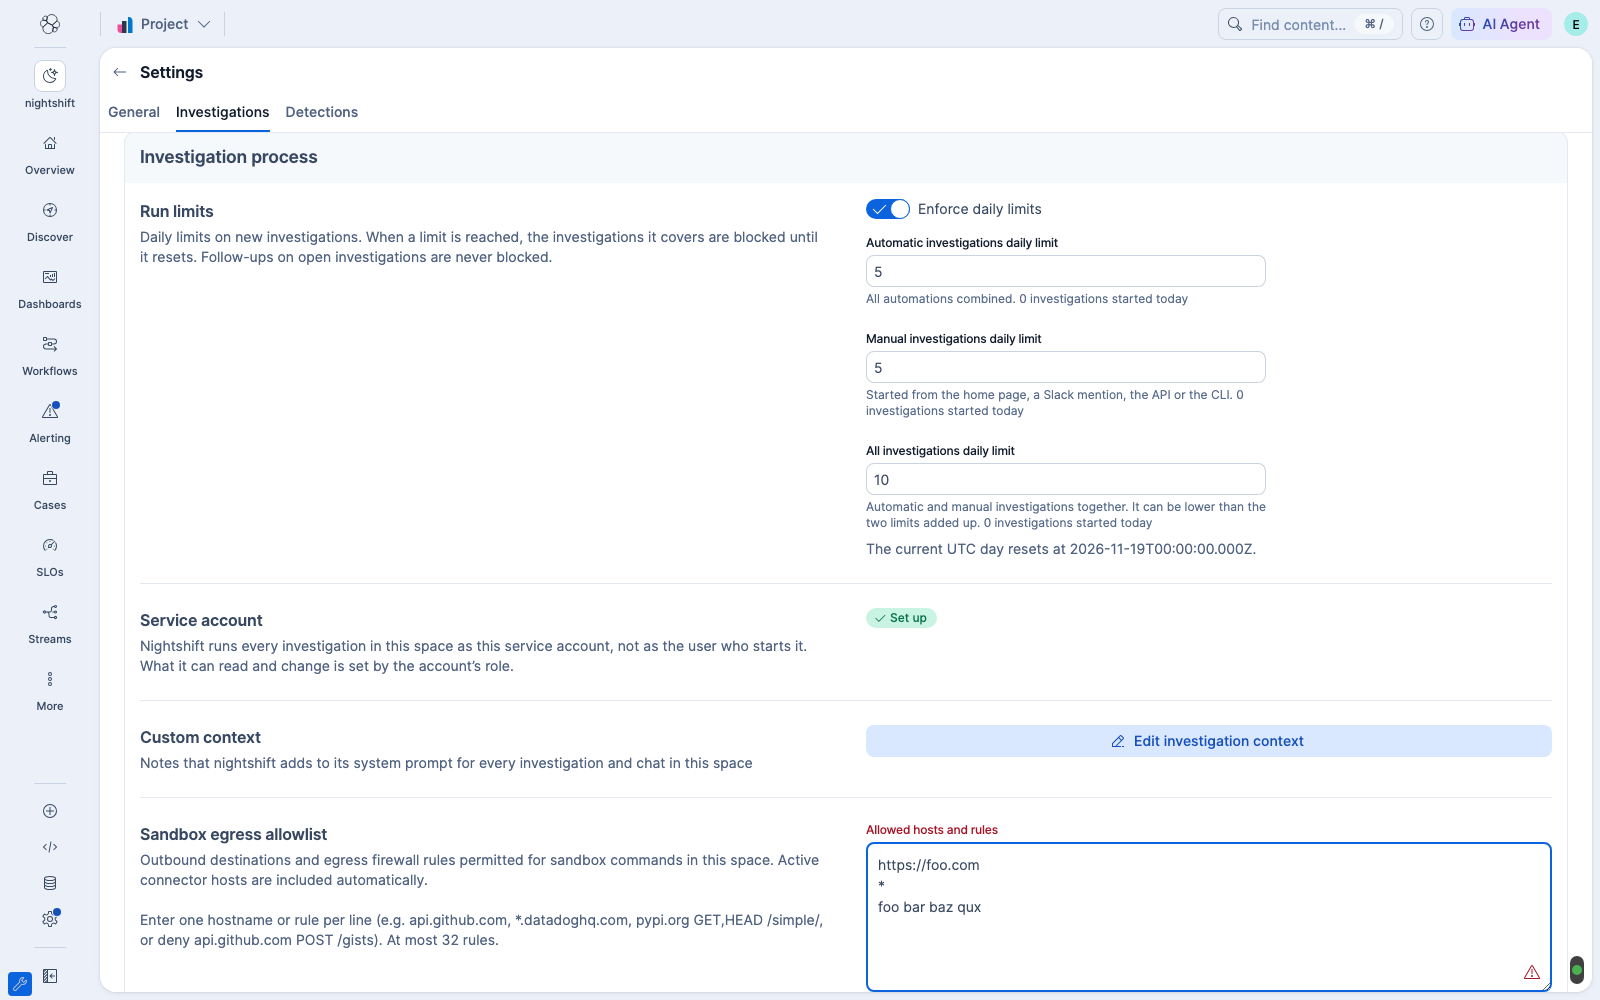 Project
Find content...
⌘ /
AI Agent
E
nightshift
Overview
Discover
Dashboards
Workflows
Alerting
Cases
SLOs
Streams
More
Settings
General
Investigations
Detections
Investigation process
Run limits
Daily limits on new investigations. When a limit is reached, the investigations it covers are blocked until
it resets. Follow-ups on open investigations are never blocked.
Enforce daily limits
Automatic investigations daily limit
5
All automations combined. 0 investigations started today
Manual investigations daily limit
5
Started from the home page, a Slack mention, the API or the CLI. 0
investigations started today
All investigations daily limit
10
Automatic and manual investigations together. It can be lower than the
two limits added up. 0 investigations started today
The current UTC day resets at 2026-11-19T00:00:00.000Z.
Service account
Nightshift runs every investigation in this space as this service account, not as the user who starts it.
What it can read and change is set by the account’s role.
Set up
Custom context
Notes that nightshift adds to its system prompt for every investigation and chat in this space
Edit investigation context
Sandbox egress allowlist
Outbound destinations and egress firewall rules permitted for sandbox commands in this space. Active
connector hosts are included automatically.
Enter one hostname or rule per line (e.g. api.github.com, *.datadoghq.com, pypi.org GET,HEAD /simple/,
or deny api.github.com POST /gists). At most 32 rules.
Allowed hosts and rules
https://foo.com
*
foo bar baz qux